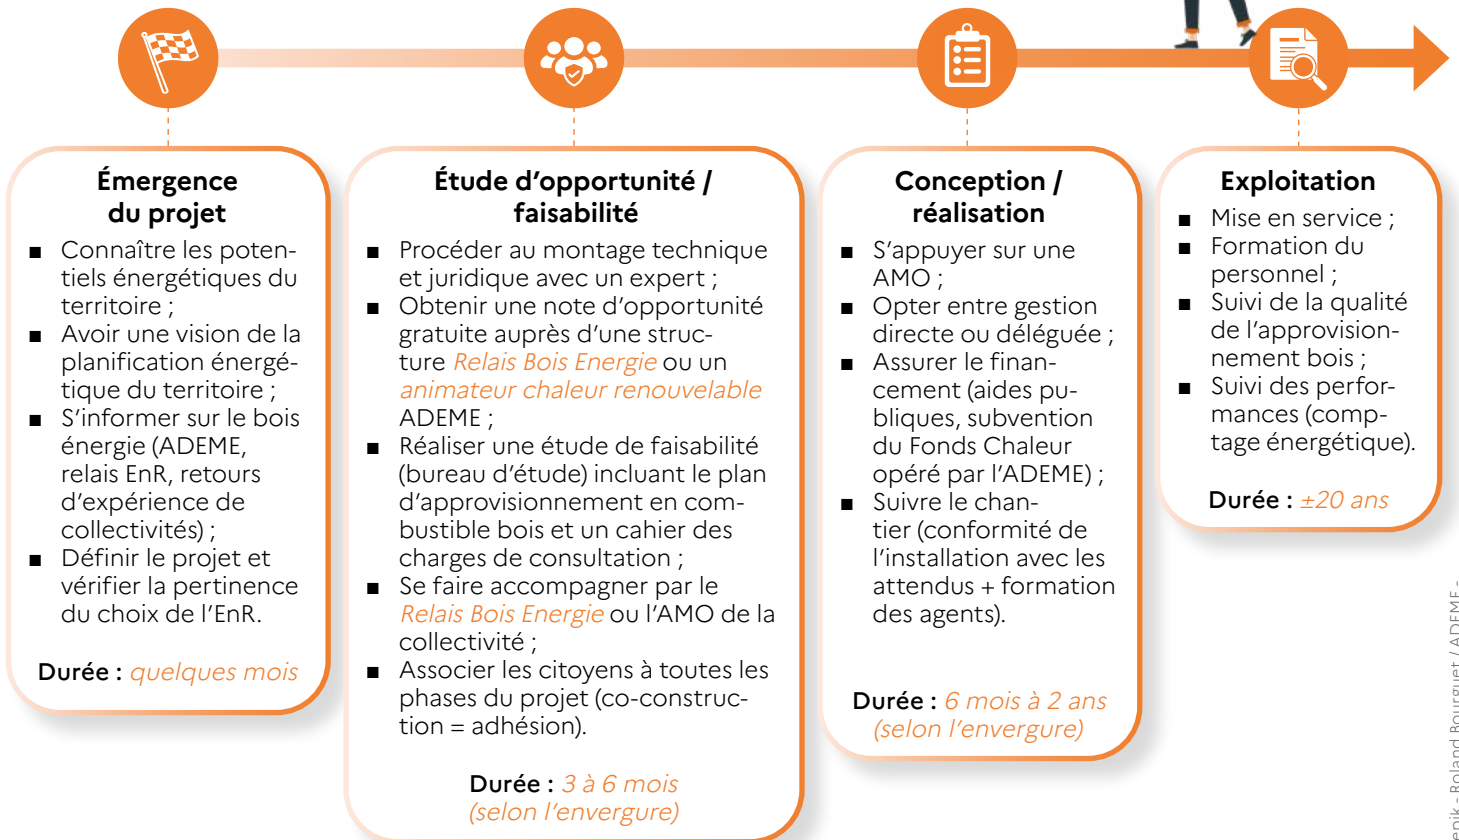 Émergence
du projet
■ Connaître les poten-
tiels énergétiques du
territoire ;
■ Avoir une vision de la
planification énergé-
tique du territoire ;
■ S'informer sur le bois
énergie (ADEME,
relais EnR, retours
d'expérience de
collectivités) ;
■ Définir le projet et
vérifier la pertinence
du choix de l'EnR.
Durée : quelques mois
Étude d'opportunité /
faisabilité
■ Procéder au montage technique
et juridique avec un expert ;
■ Obtenir une note d'opportunité
gratuite auprès d'une struc-
ture Relais Bois Energie ou un
animateur chaleur renouvelable
ADEME ;
■ Réaliser une étude de faisabilité
(bureau d'étude) incluant le plan
d'approvisionnement en com-
bustible bois et un cahier des
charges de consultation ;
■ Se faire accompagner par le
Relais Bois Energie ou l'AMO de la
collectivité ;
■ Associer les citoyens à toutes les
phases du projet (co-construc-
tion = adhésion).
Durée : 3 à 6 mois
(selon l'envergure)
Conception /
réalisation
■ S'appuyer sur une
AMO ;
■ Opter entre gestion
directe ou déléguée ;
■ Assurer le finan-
cement (aides pu-
bliques, subvention
du Fonds Chaleur
opéré par l'ADEME) ;
■ Suivre le chan-
tier (conformité de
l'installation avec les
attendus + formation
des agents).
Durée : 6 mois à 2 ans
(selon l'envergure)
Exploitation
■ Mise en service ;
■ Formation du
personnel ;
■ Suivi de la qualité
de l'approvision-
nement bois ;
■ Suivi des perfor-
mances (comp-
tage énergétique).
Durée : ±20 ans
- Roland Bourguet / ADEME -